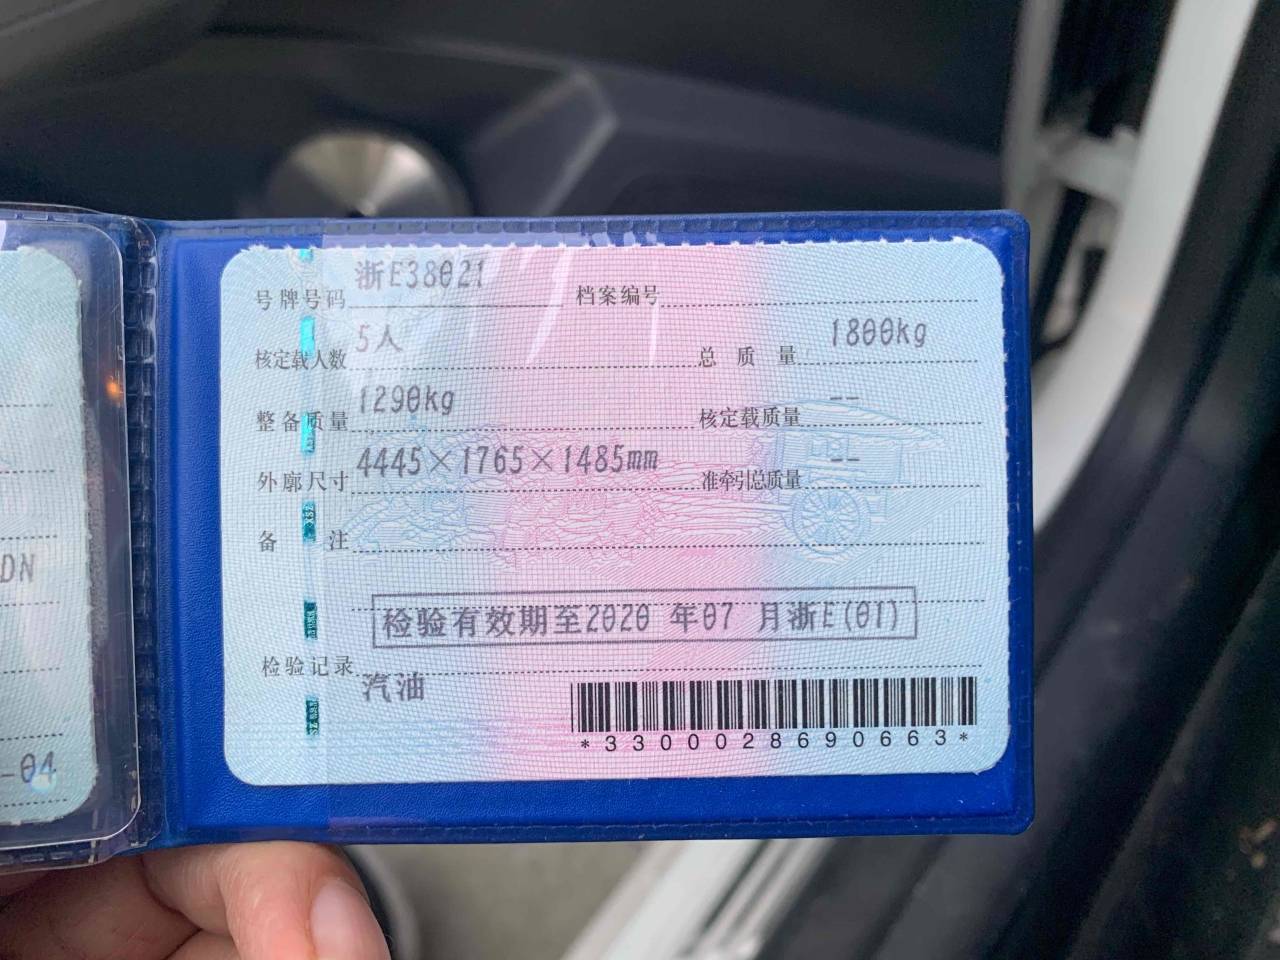 号牌号码 浙E38021 档案编号
核定载人数 5人 总质量 1800kg
整备质量 1290kg 核定载质量 --
外廓尺寸 4445×1765×1485mm 准牵引总质量 --
备注
检验有效期至2020 年07 月浙E(01)
检验记录
汽油
*3300028690663*
DN
-04